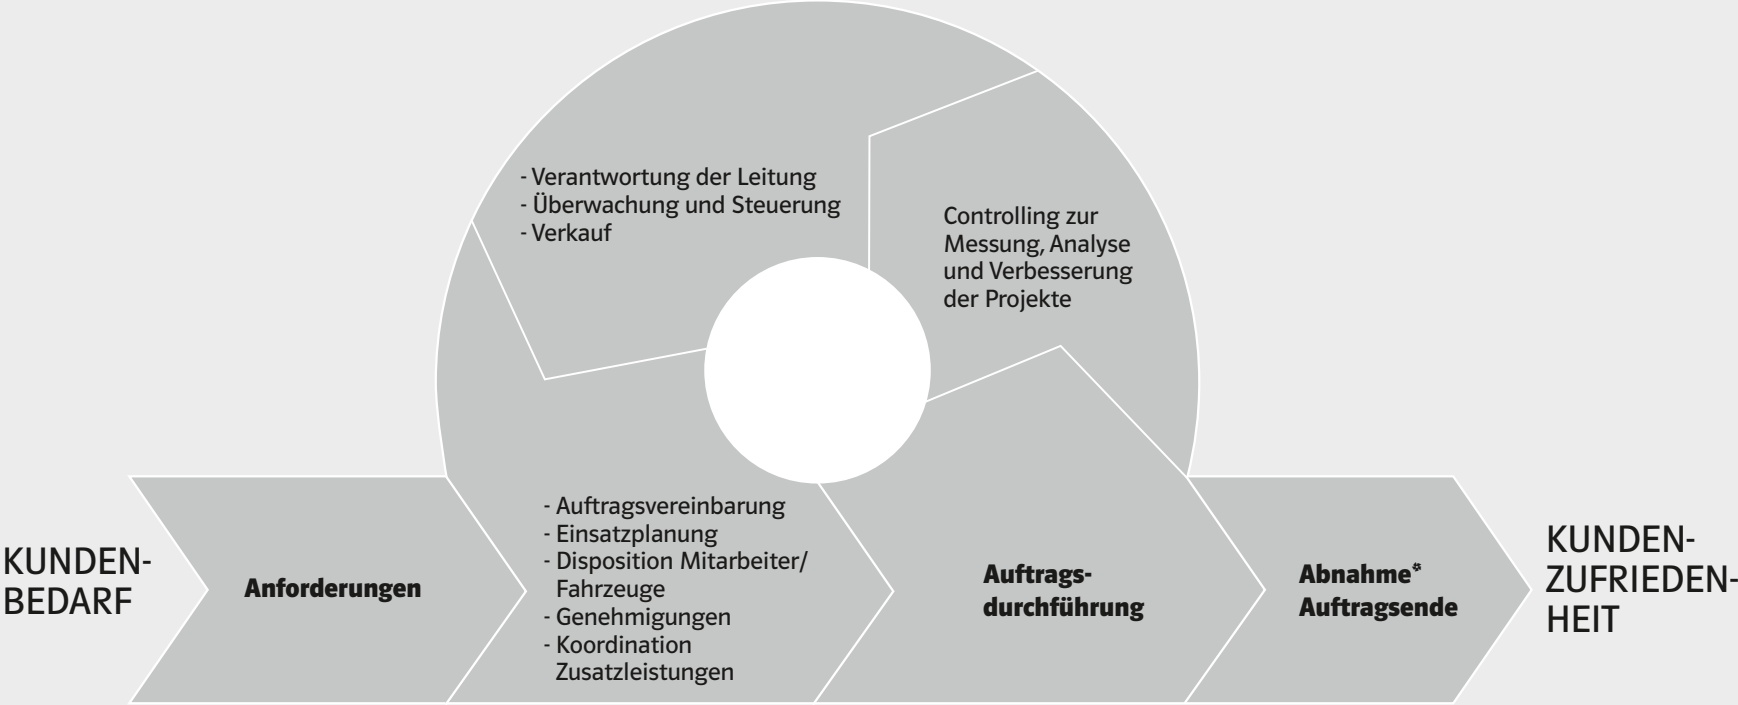 - Verantwortung der Leitung
- Überwachung und Steuerung
- Verkauf
Controlling zur
Messung, Analyse
und Verbesserung
der Projekte
KUNDEN-
BEDARF
Anforderungen
- Auftragsvereinbarung
- Einsatzplanung
- Disposition Mitarbeiter/
Fahrzeuge
- Genehmigungen
- Koordination
Zusatzleistungen
Auftrags-
durchführung
Abnahme*
Auftragsende
KUNDEN-
ZUFRIEDEN-
HEIT